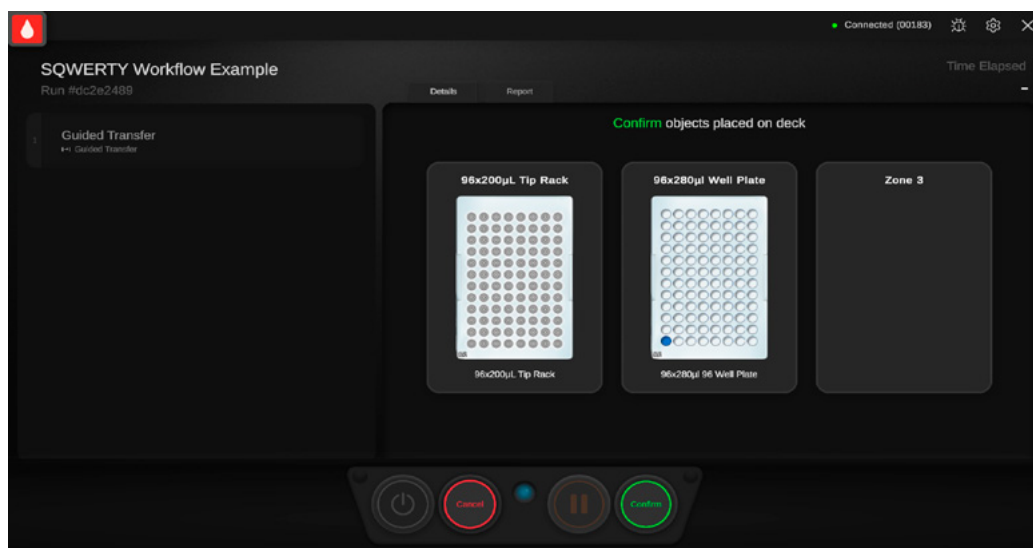 Connected (00183)
SQWERTY Workflow Example
Run #dc2e2489
Time Elapsed
Details
Report
Confirm objects placed on deck
1
Guided Transfer
Guided Transfer
96x200µL Tip Rack
96x280µl Well Plate
Zone 3
96x200µL Tip Rack
96x280µl 96 Well Plate
Cancel
Confirm